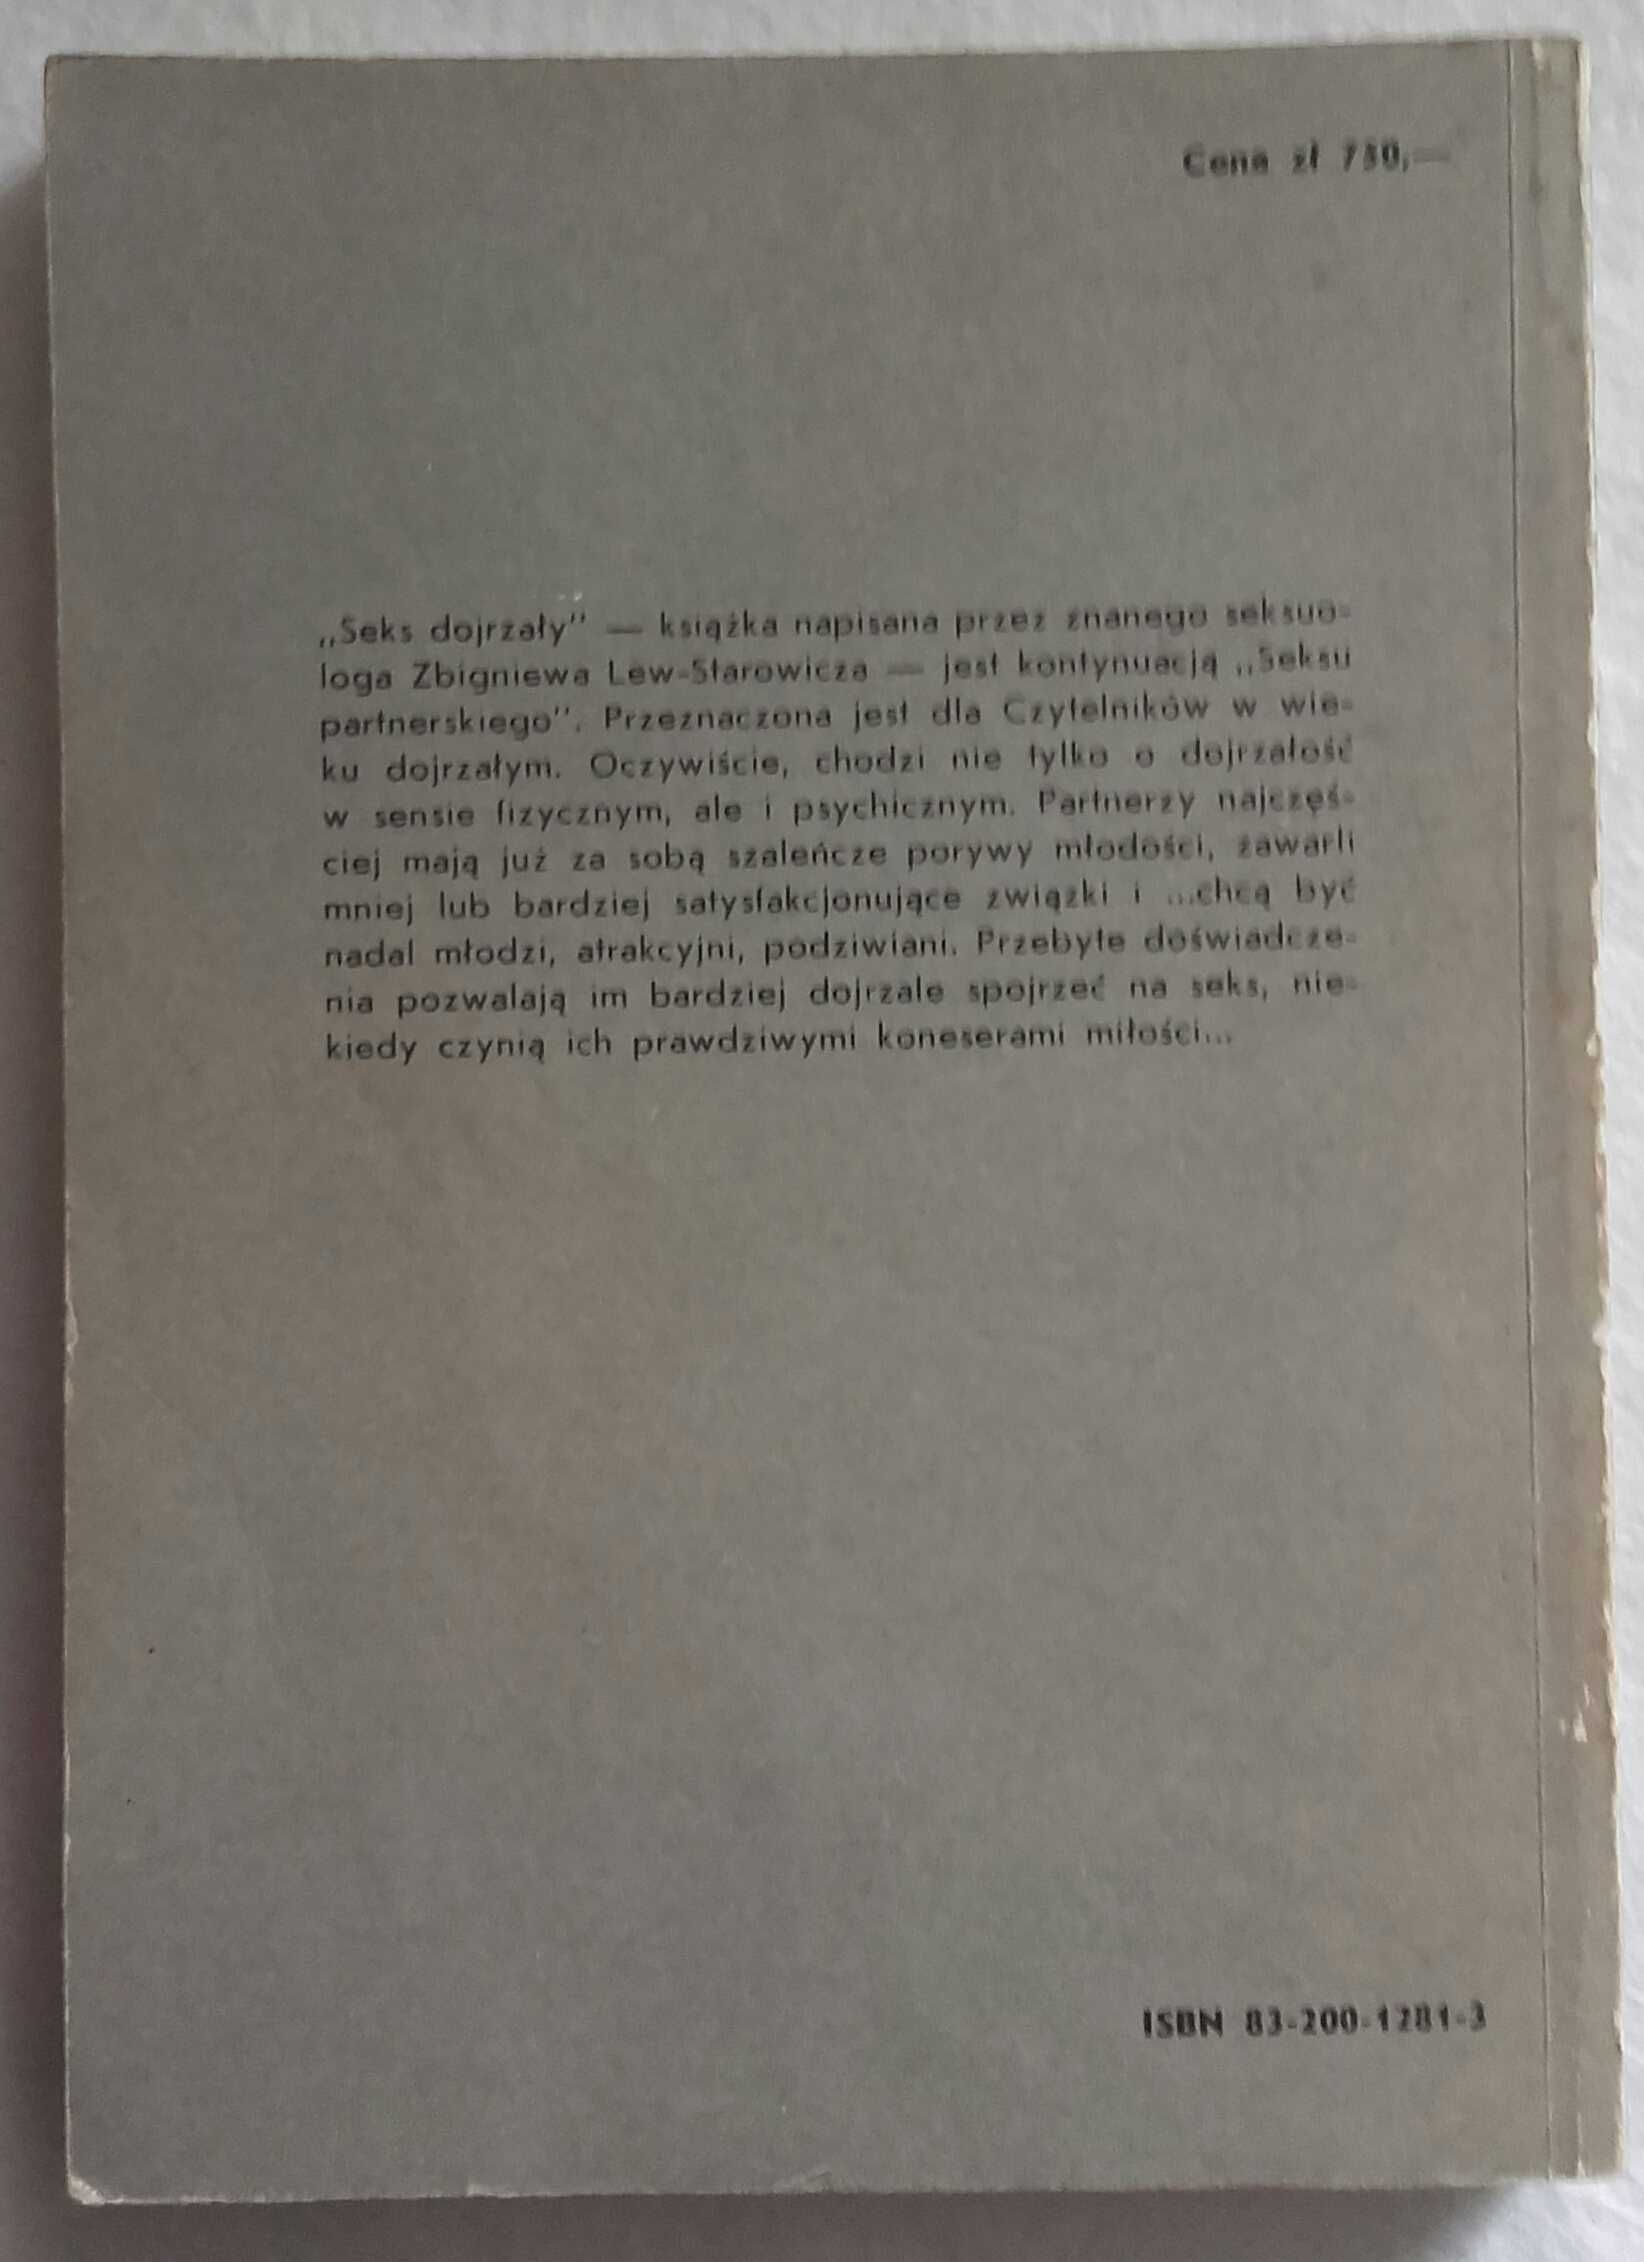 Cena zł 750,—
„Seks dojrzały” — książka napisana przez znanego seksuo-
loga Zbigniewa Lew-Starowicza — jest kontynuacją „Seksu
partnerskiego”. Przeznaczona jest dla Czytelników w wie-
ku dojrzałym. Oczywiście, chodzi nie tylko o dojrzałość
w sensie fizycznym, ale i psychicznym. Partnerzy najczęś-
ciej mają już za sobą szaleńcze porywy młodości, zawarli
mniej lub bardziej satysfakcjonujące związki i ...chcą być
nadal młodzi, atrakcyjni, podziwiani. Przebyte doświadcze-
nia pozwalają im bardziej dojrzale spojrzeć na seks, nie-
kiedy czynią ich prawdziwymi koneserami miłości...
ISBN 83-200-1281-3